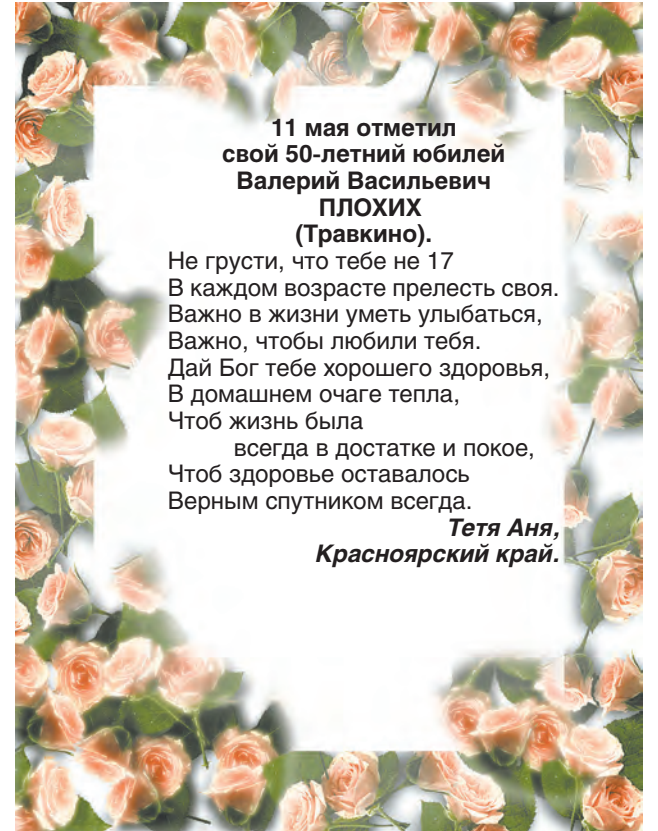 11 мая отметил
свой 50-летний юбилей
Валерий Васильевич
ПЛОХИХ
(Травкино).
Не грусти, что тебе не 17
В каждом возрасте прелесть своя.
Важно в жизни уметь улыбаться,
Важно, чтобы любили тебя.
Дай Бог тебе хорошего здоровья,
В домашнем очаге тепла,
Чтоб жизнь была
всегда в достатке и покое,
Чтоб здоровье оставалось
Верным спутником всегда.
Тетя Аня,
Красноярский край.